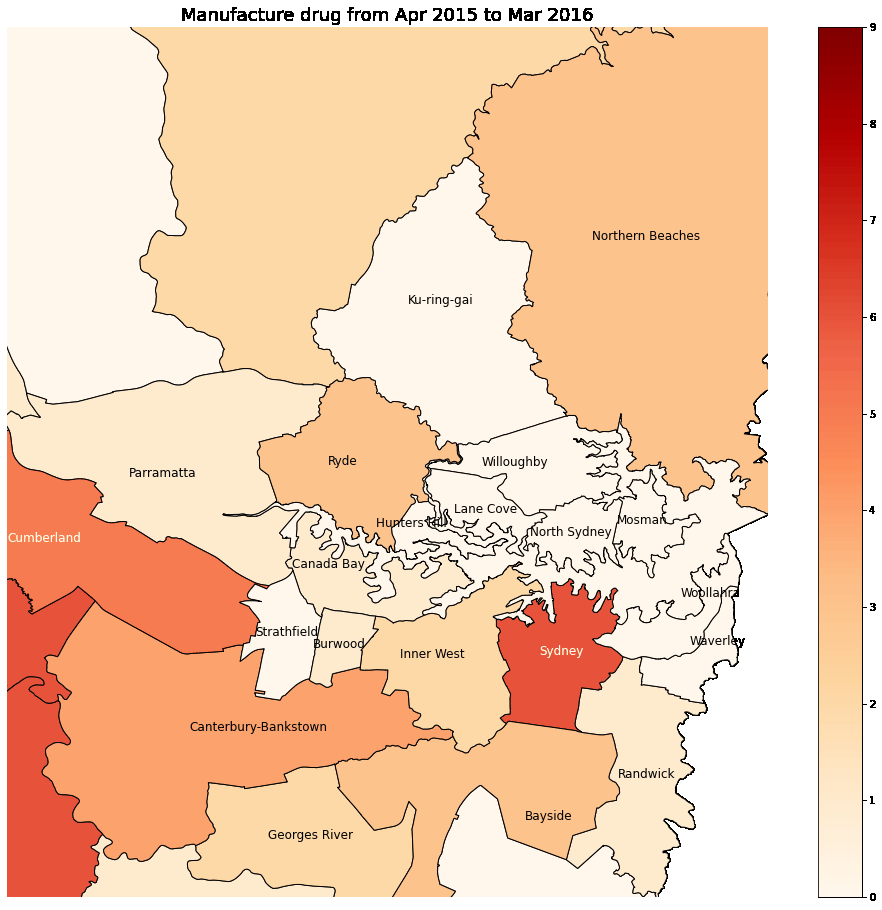 Manufacture drug from Apr 2015 to Mar 2016
9
8
7
6
5
4
3
2
1
0
Northern Beaches
Ku-ring-gai
Ryde
Willoughby
Parramatta
Lane Cove
Hunters Hill
Mosman
North Sydney
Cumberland
Canada Bay
Woollahra
Strathfield
Burwood
Waverley
Inner West
Sydney
Canterbury-Bankstown
Randwick
Bayside
Georges River